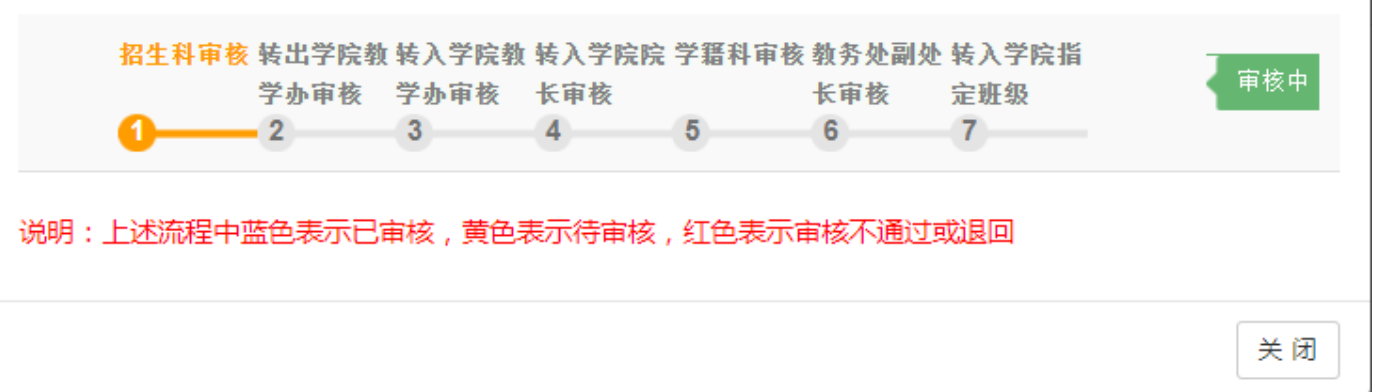 招生科审核 转出学院教 转入学院教 转入学院院 学籍科审核 教务处副处 转入学院指
学办审核 学办审核 长审核 长审核 定班级
审核中
1 2 3 4 5 6 7
说明：上述流程中蓝色表示已审核，黄色表示待审核，红色表示审核不通过或退回
关 闭